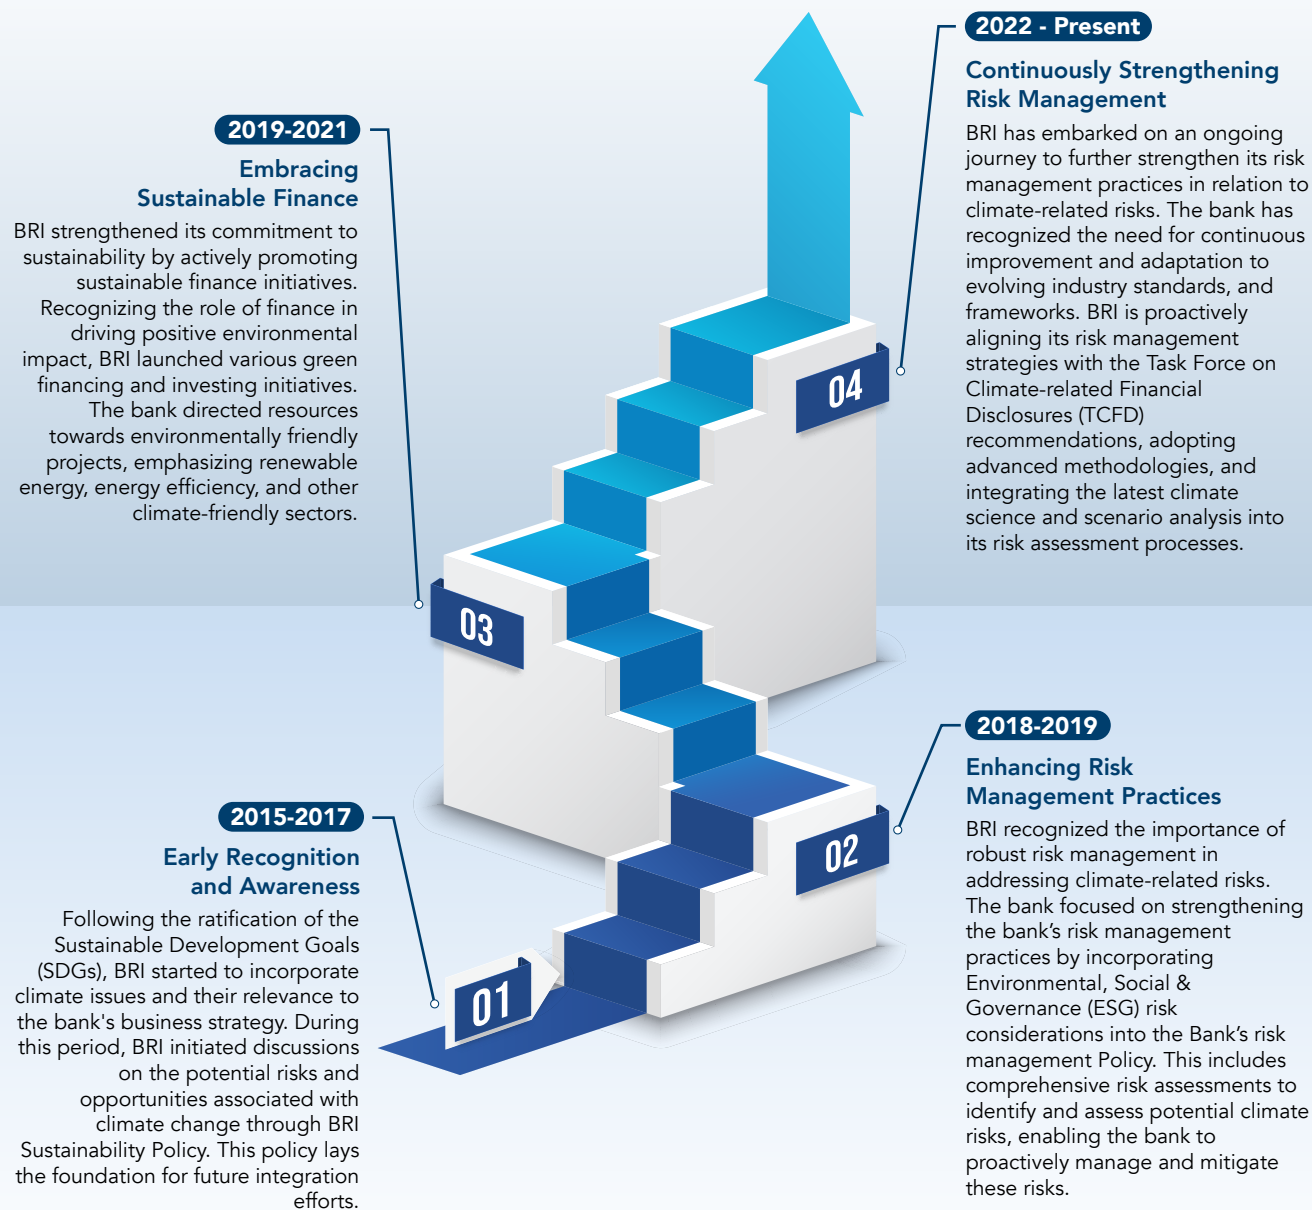 2015-2017
Early Recognition
and Awareness
Following the ratification of the
Sustainable Development Goals
(SDGs), BRI started to incorporate
climate issues and their relevance to
the bank's business strategy. During
this period, BRI initiated discussions
on the potential risks and
opportunities associated with
climate change through BRI
Sustainability Policy. This policy lays
the foundation for future integration
efforts.
01
2018-2019
Enhancing Risk
Management Practices
BRI recognized the importance of
robust risk management in
addressing climate-related risks.
The bank focused on strengthening
the bank’s risk management
practices by incorporating
Environmental, Social &
Governance (ESG) risk
considerations into the Bank’s risk
management Policy. This includes
comprehensive risk assessments to
identify and assess potential climate
risks, enabling the bank to
proactively manage and mitigate
these risks.
02
2019-2021
Embracing
Sustainable Finance
BRI strengthened its commitment to
sustainability by actively promoting
sustainable finance initiatives.
Recognizing the role of finance in
driving positive environmental
impact, BRI launched various green
financing and investing initiatives.
The bank directed resources
towards environmentally friendly
projects, emphasizing renewable
energy, energy efficiency, and other
climate-friendly sectors.
03
2022 - Present
Continuously Strengthening
Risk Management
BRI has embarked on an ongoing
journey to further strengthen its risk
management practices in relation to
climate-related risks. The bank has
recognized the need for continuous
improvement and adaptation to
evolving industry standards, and
frameworks. BRI is proactively
aligning its risk management
strategies with the Task Force on
Climate-related Financial
Disclosures (TCFD)
recommendations, adopting
advanced methodologies, and
integrating the latest climate
science and scenario analysis into
its risk assessment processes.
04